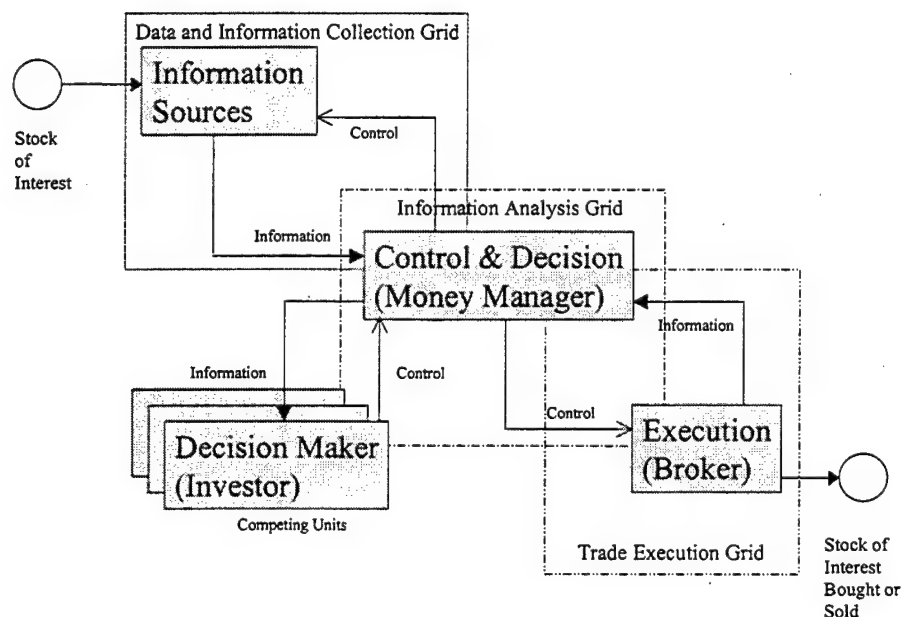 Data and Information Collection Grid
Information
Sources
Stock
of
Interest
Control
Information Analysis Grid
Information
Control & Decision
(Money Manager)
Information
Information
Control
Control
Decision Maker
(Investor)
Competing Units
Execution
(Broker)
Trade Execution Grid
Stock of
Interest
Bought or
Sold